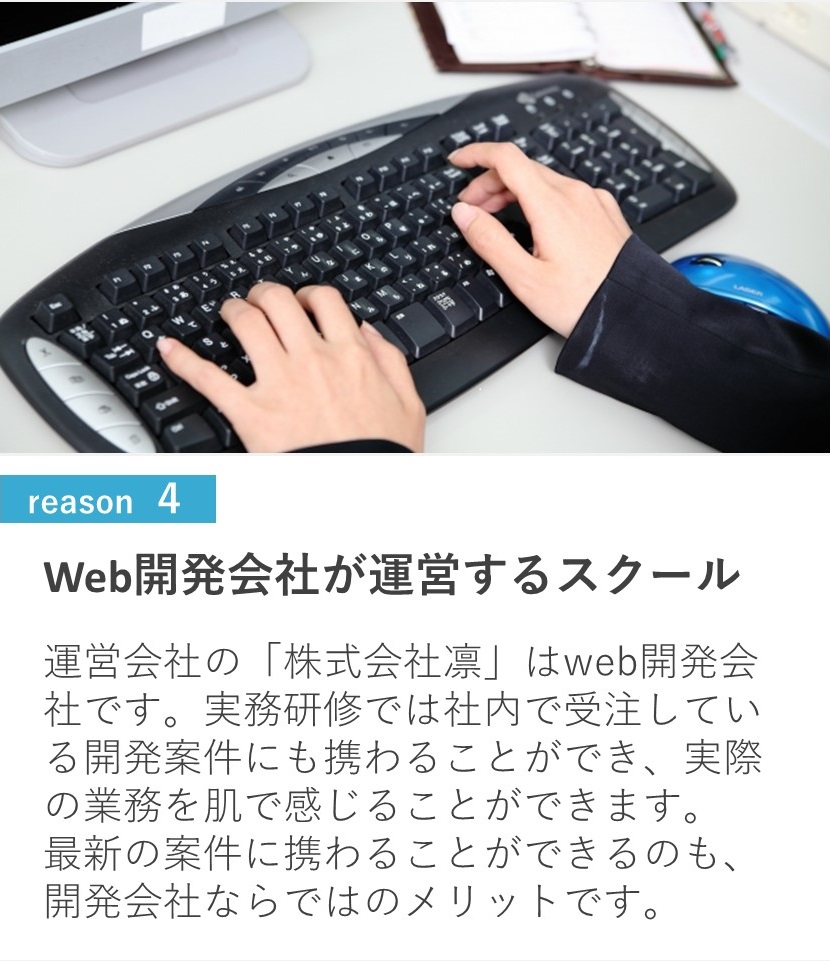 LASER
reason 4
Web開発会社が運営するスクール
運営会社の「株式会社凛」はweb開発会
社です。実務研修では社内で受注してい
る開発案件にも携わることができ、実際
の業務を肌で感じることができます。
最新の案件に携わることができるのも、
開発会社ならではのメリットです。